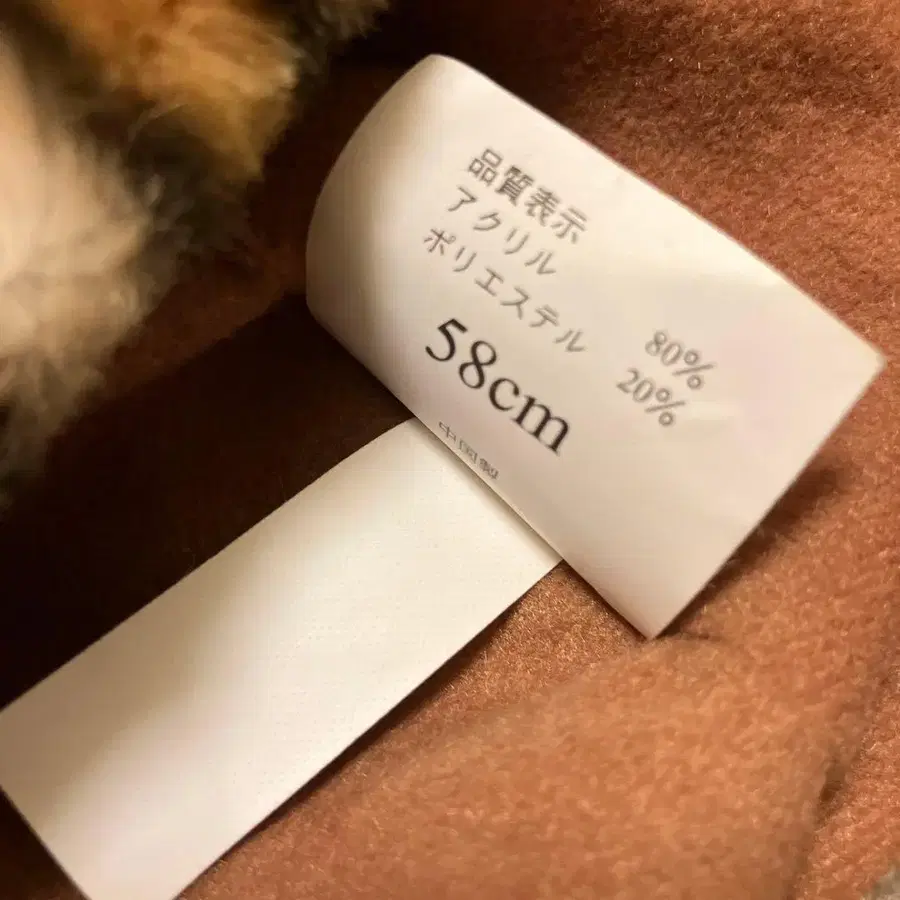 品質表示
アクリル 80%
ポリエステル 20%
58cm
中国製